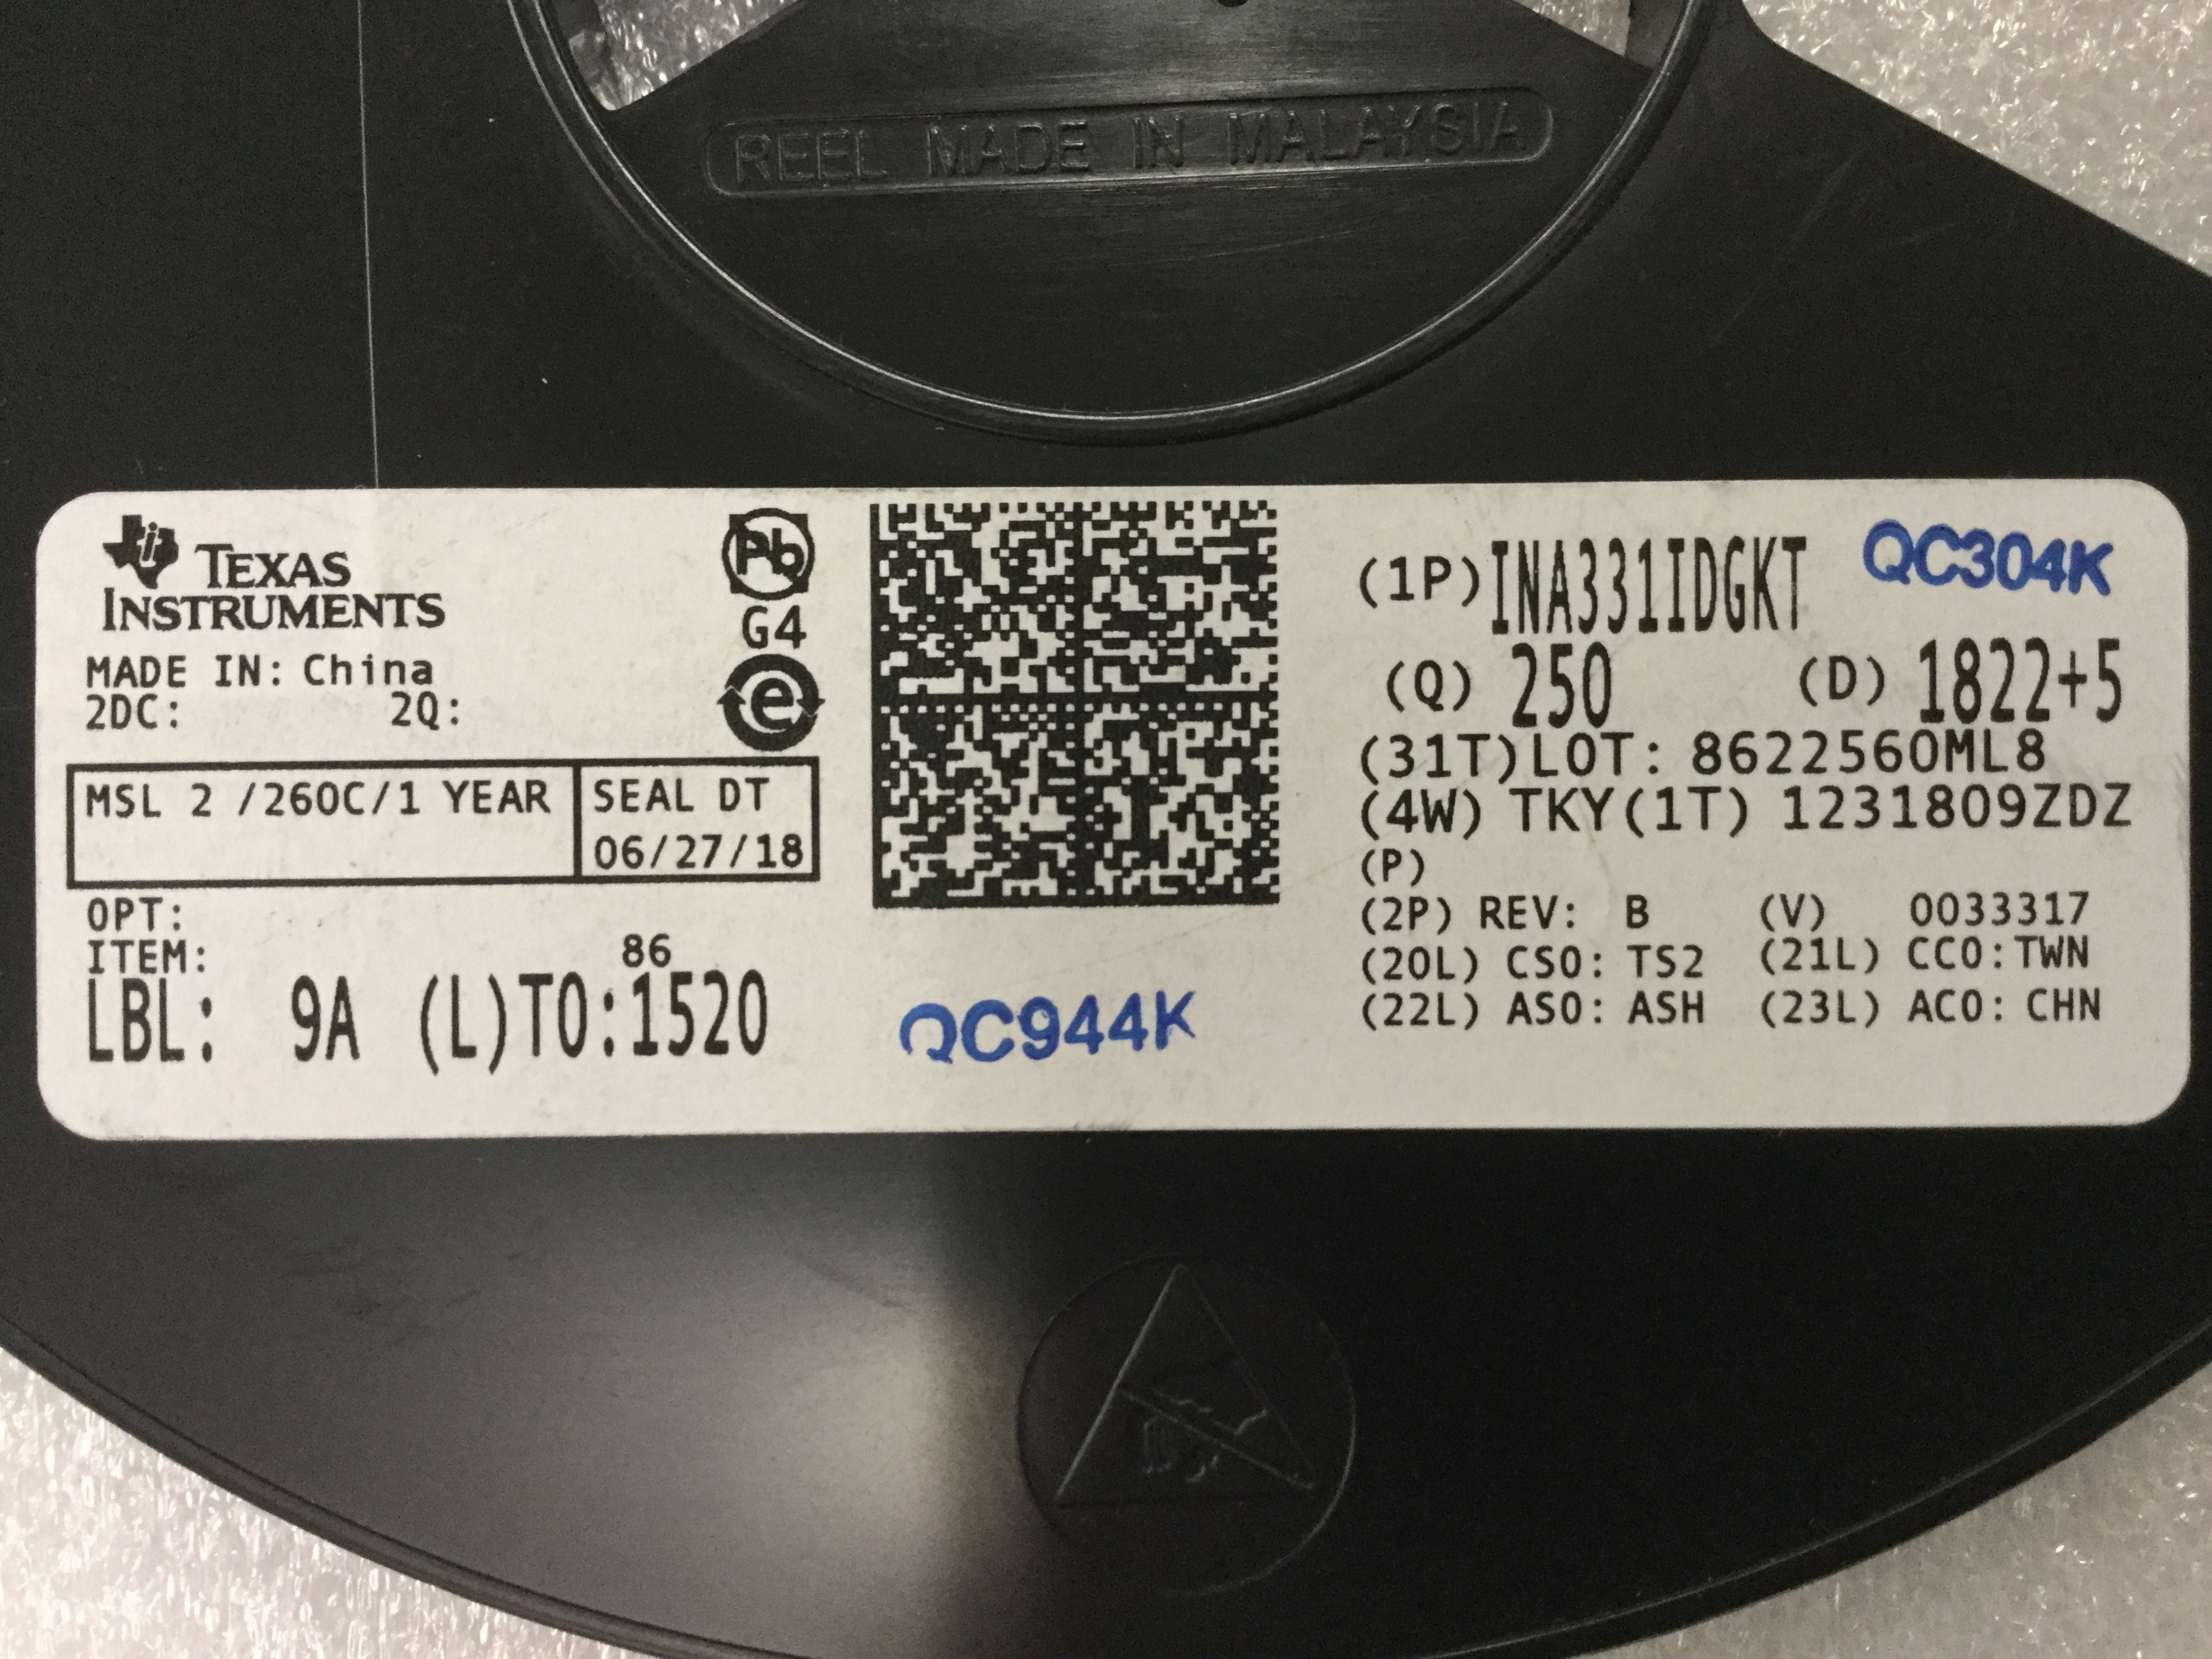 REEL MADE IN MALAYSIA
TEXAS
INSTRUMENTS
MADE IN: China
2DC: 2Q:
Pb
G4
e
MSL 2 /260C/1 YEAR
SEAL DT
06/27/18
OPT:
ITEM:
86
LBL: 9A (L)TO:1520
QC944K
(1P)INA331IDGKT
QC304K
(Q) 250 (D) 1822+5
(31T)LOT: 8622560ML8
(4W) TKY(1T) 1231809ZDZ
(P)
(2P) REV: B (V) 0033317
(20L) CSO: TS2 (21L) CCO:TWN
(22L) ASO: ASH (23L) ACO: CHN